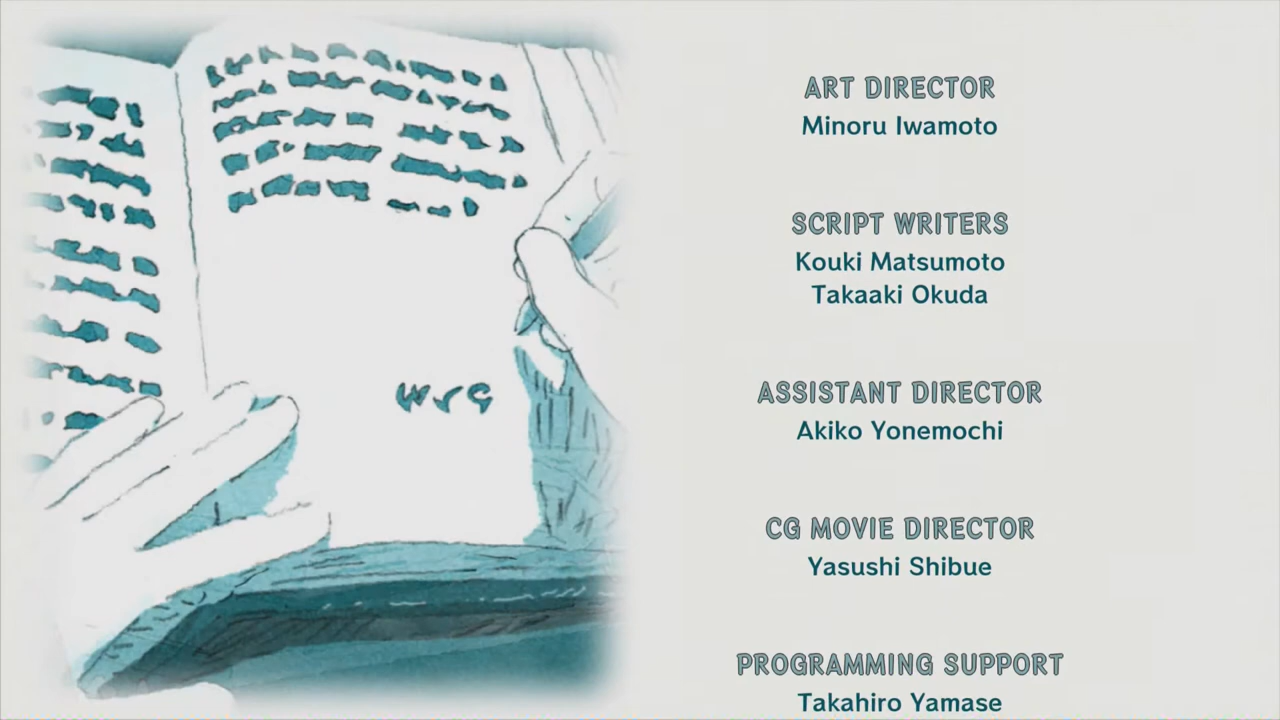 ART DIRECTOR
Minoru Iwamoto
SCRIPT WRITERS
Kouki Matsumoto
Takaaki Okuda
ASSISTANT DIRECTOR
Akiko Yonemochi
CG MOVIE DIRECTOR
Yasushi Shibue
PROGRAMMING SUPPORT
Takahiro Yamase